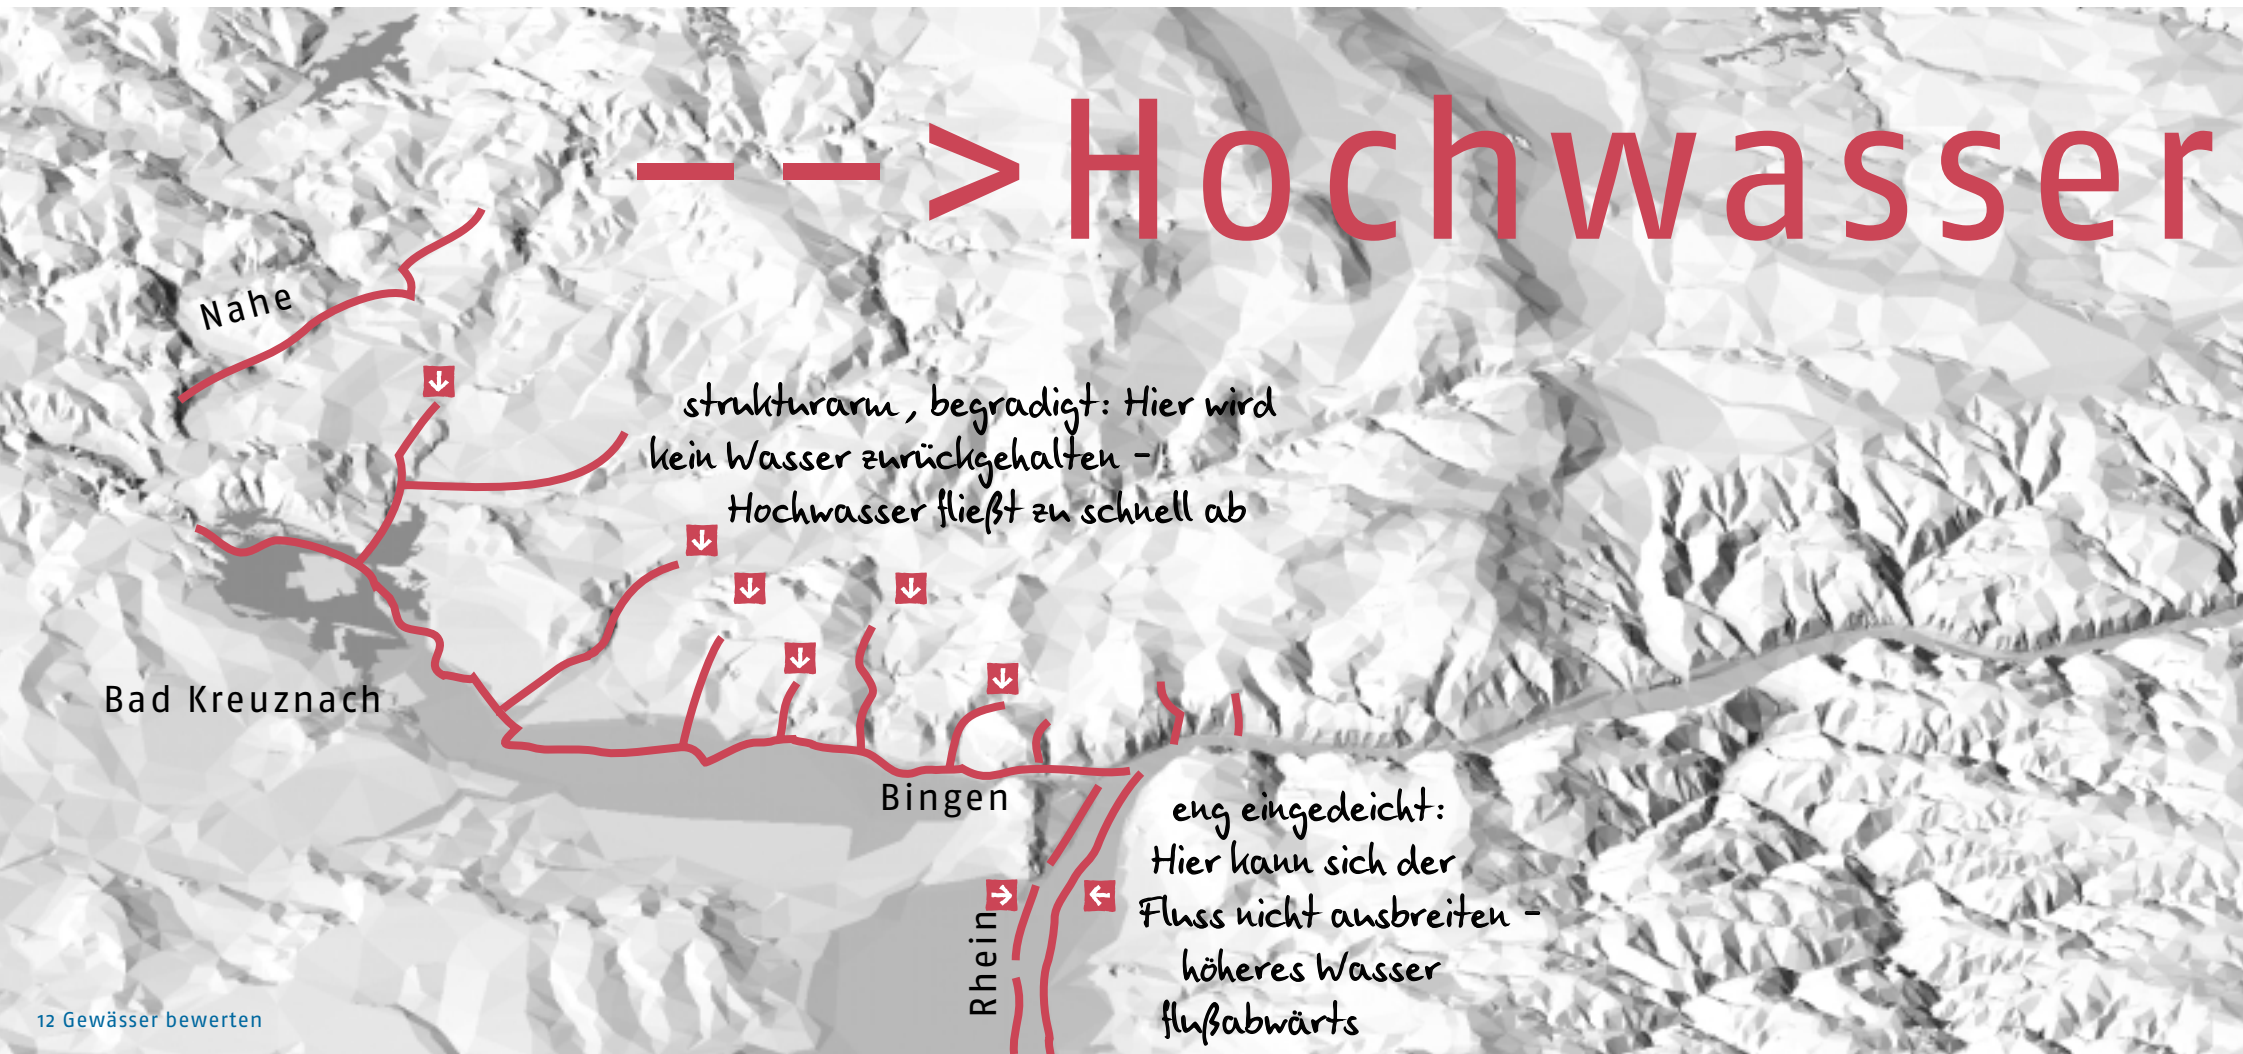 – – > Hochwasser
Nahe
strukturarm, begradigt: Hier wird
kein Wasser zurückgehalten –
Hochwasser fließt zu schnell ab
Bad Kreuznach
Bingen
eng eingedeicht:
Hier kann sich der
Fluss nicht ausbreiten –
höheres Wasser
flußabwärts
Rhein
12 Gewässer bewerten